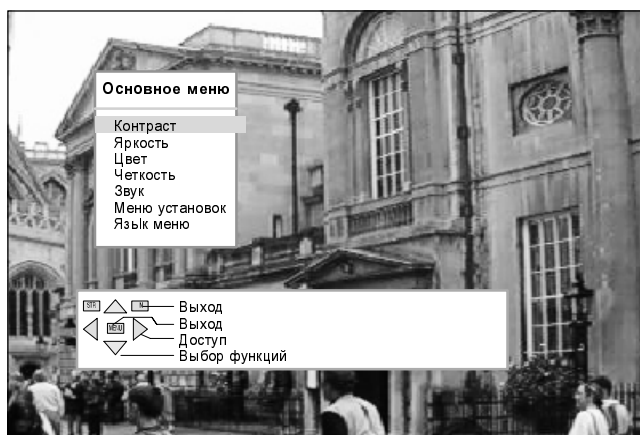 Основное меню
Контраст
Яркость
Цвет
Четкость
Звук
Меню установок
Язык меню
STR N Выход
MENU Выход
Доступ
Выбор функций